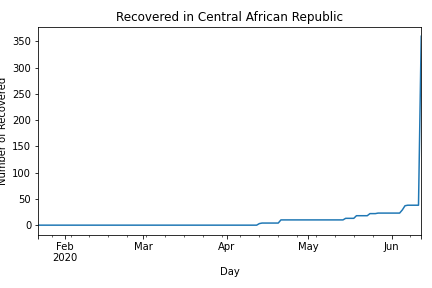 Recovered in Central African Republic
Number of Recovered
350
300
250
200
150
100
50
0
Feb
2020
Mar
Apr
May
Jun
Day